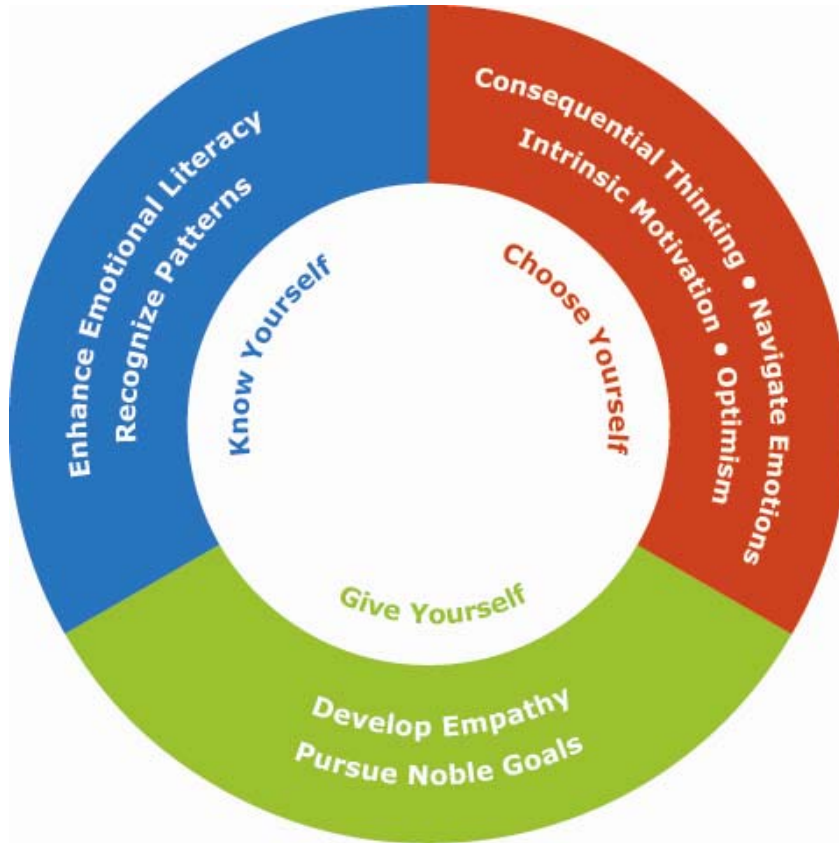 Enhance Emotional Literacy
Recognize Patterns
Know Yourself
Consequential Thinking • Navigate Emotions
Intrinsic Motivation • Optimism
Choose Yourself
Give Yourself
Develop Empathy
Pursue Noble Goals